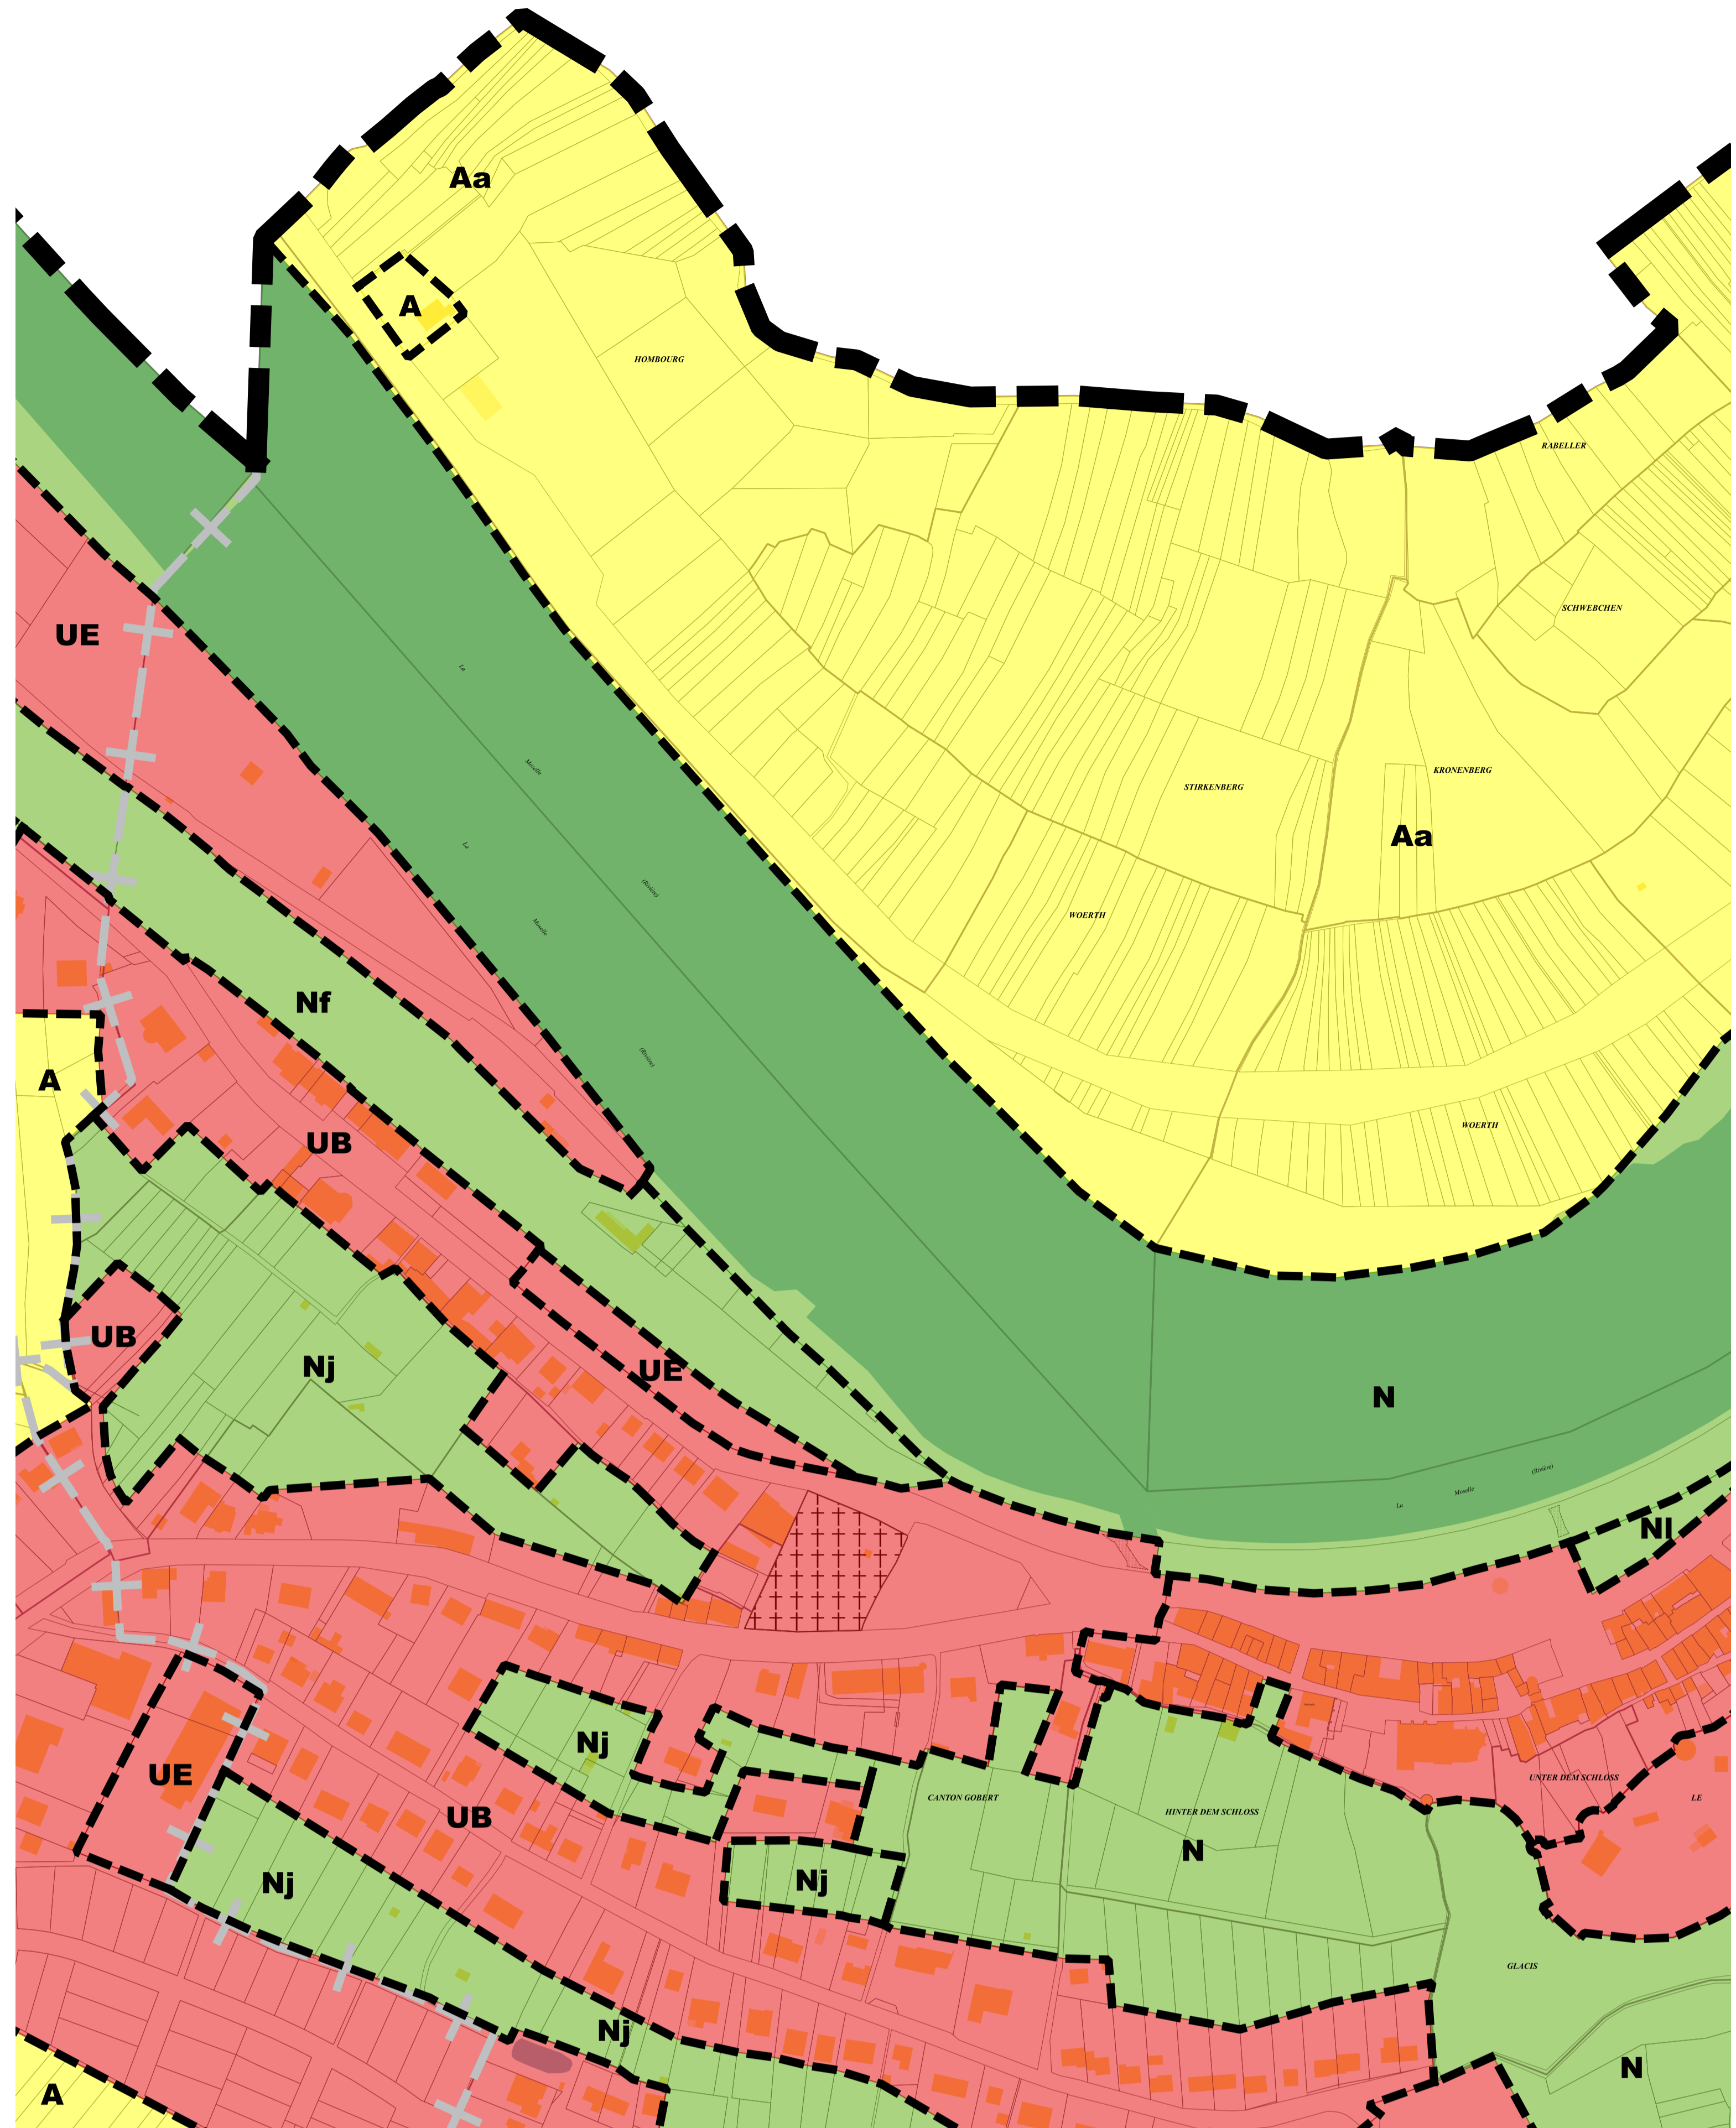 Aa
A
HOMBOURG
RABELLER
SCHWEBCHEN
UE
La
Moselle
(Rivière)
KRONENBERG
STIRKENBERG
Aa
La
Moselle
(Rivière)
WOERTH
Nf
A
UB
WOERTH
UB
Nj
UE
N
(Rivière)
Moselle
La
Nl
Nj
UE
UB
CANTON GOBERT
HINTER DEM SCHLOSS
UNTER DEM SCHLOSS
LE
N
Nj
Nj
GLACIS
Nj
N
A